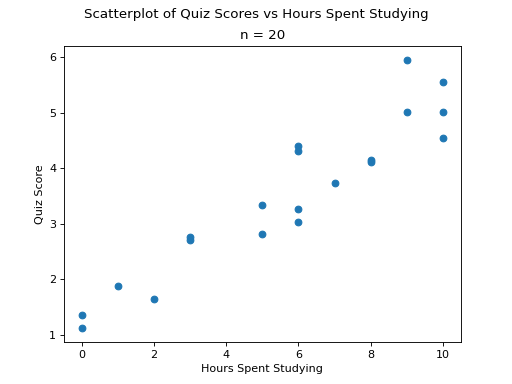 Scatterplot of Quiz Scores vs Hours Spent Studying
n = 20
6
5
4
3
2
1
Quiz Score
0 2 4 6 8 10
Hours Spent Studying